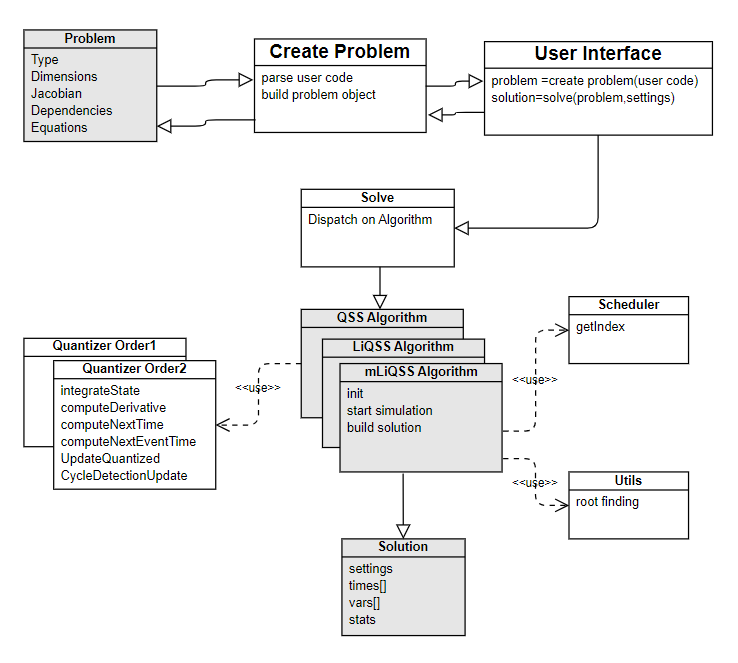 Problem
Type
Dimensions
Jacobian
Dependencies
Equations
Create Problem
parse user code
build problem object
User Interface
problem =create problem(user code)
solution=solve(problem,settings)
Solve
Dispatch on Algorithm
QSS Algorithm
LiQSS Algorithm
mLiQSS Algorithm
init
start simulation
build solution
Quantizer Order1
Quantizer Order2
integrateState
computeDerivative
computeNextTime
computeNextEventTime
UpdateQuantized
CycleDetectionUpdate
<<use>>
Scheduler
getIndex
<<use>>
Utils
root finding
<<use>>
Solution
settings
times[]
vars[]
stats